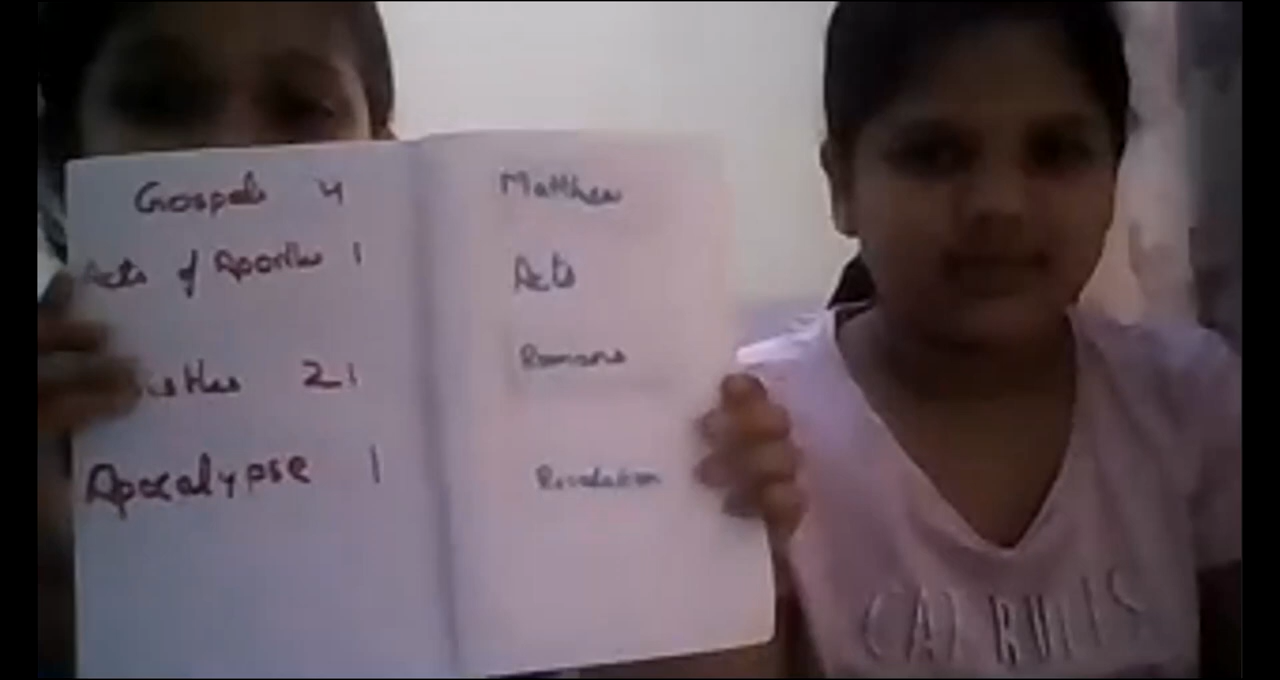 Gospels 4
Acts of Apostles 1
21
Apocalypse 1
Matthew
Acts
Romans
Revelation